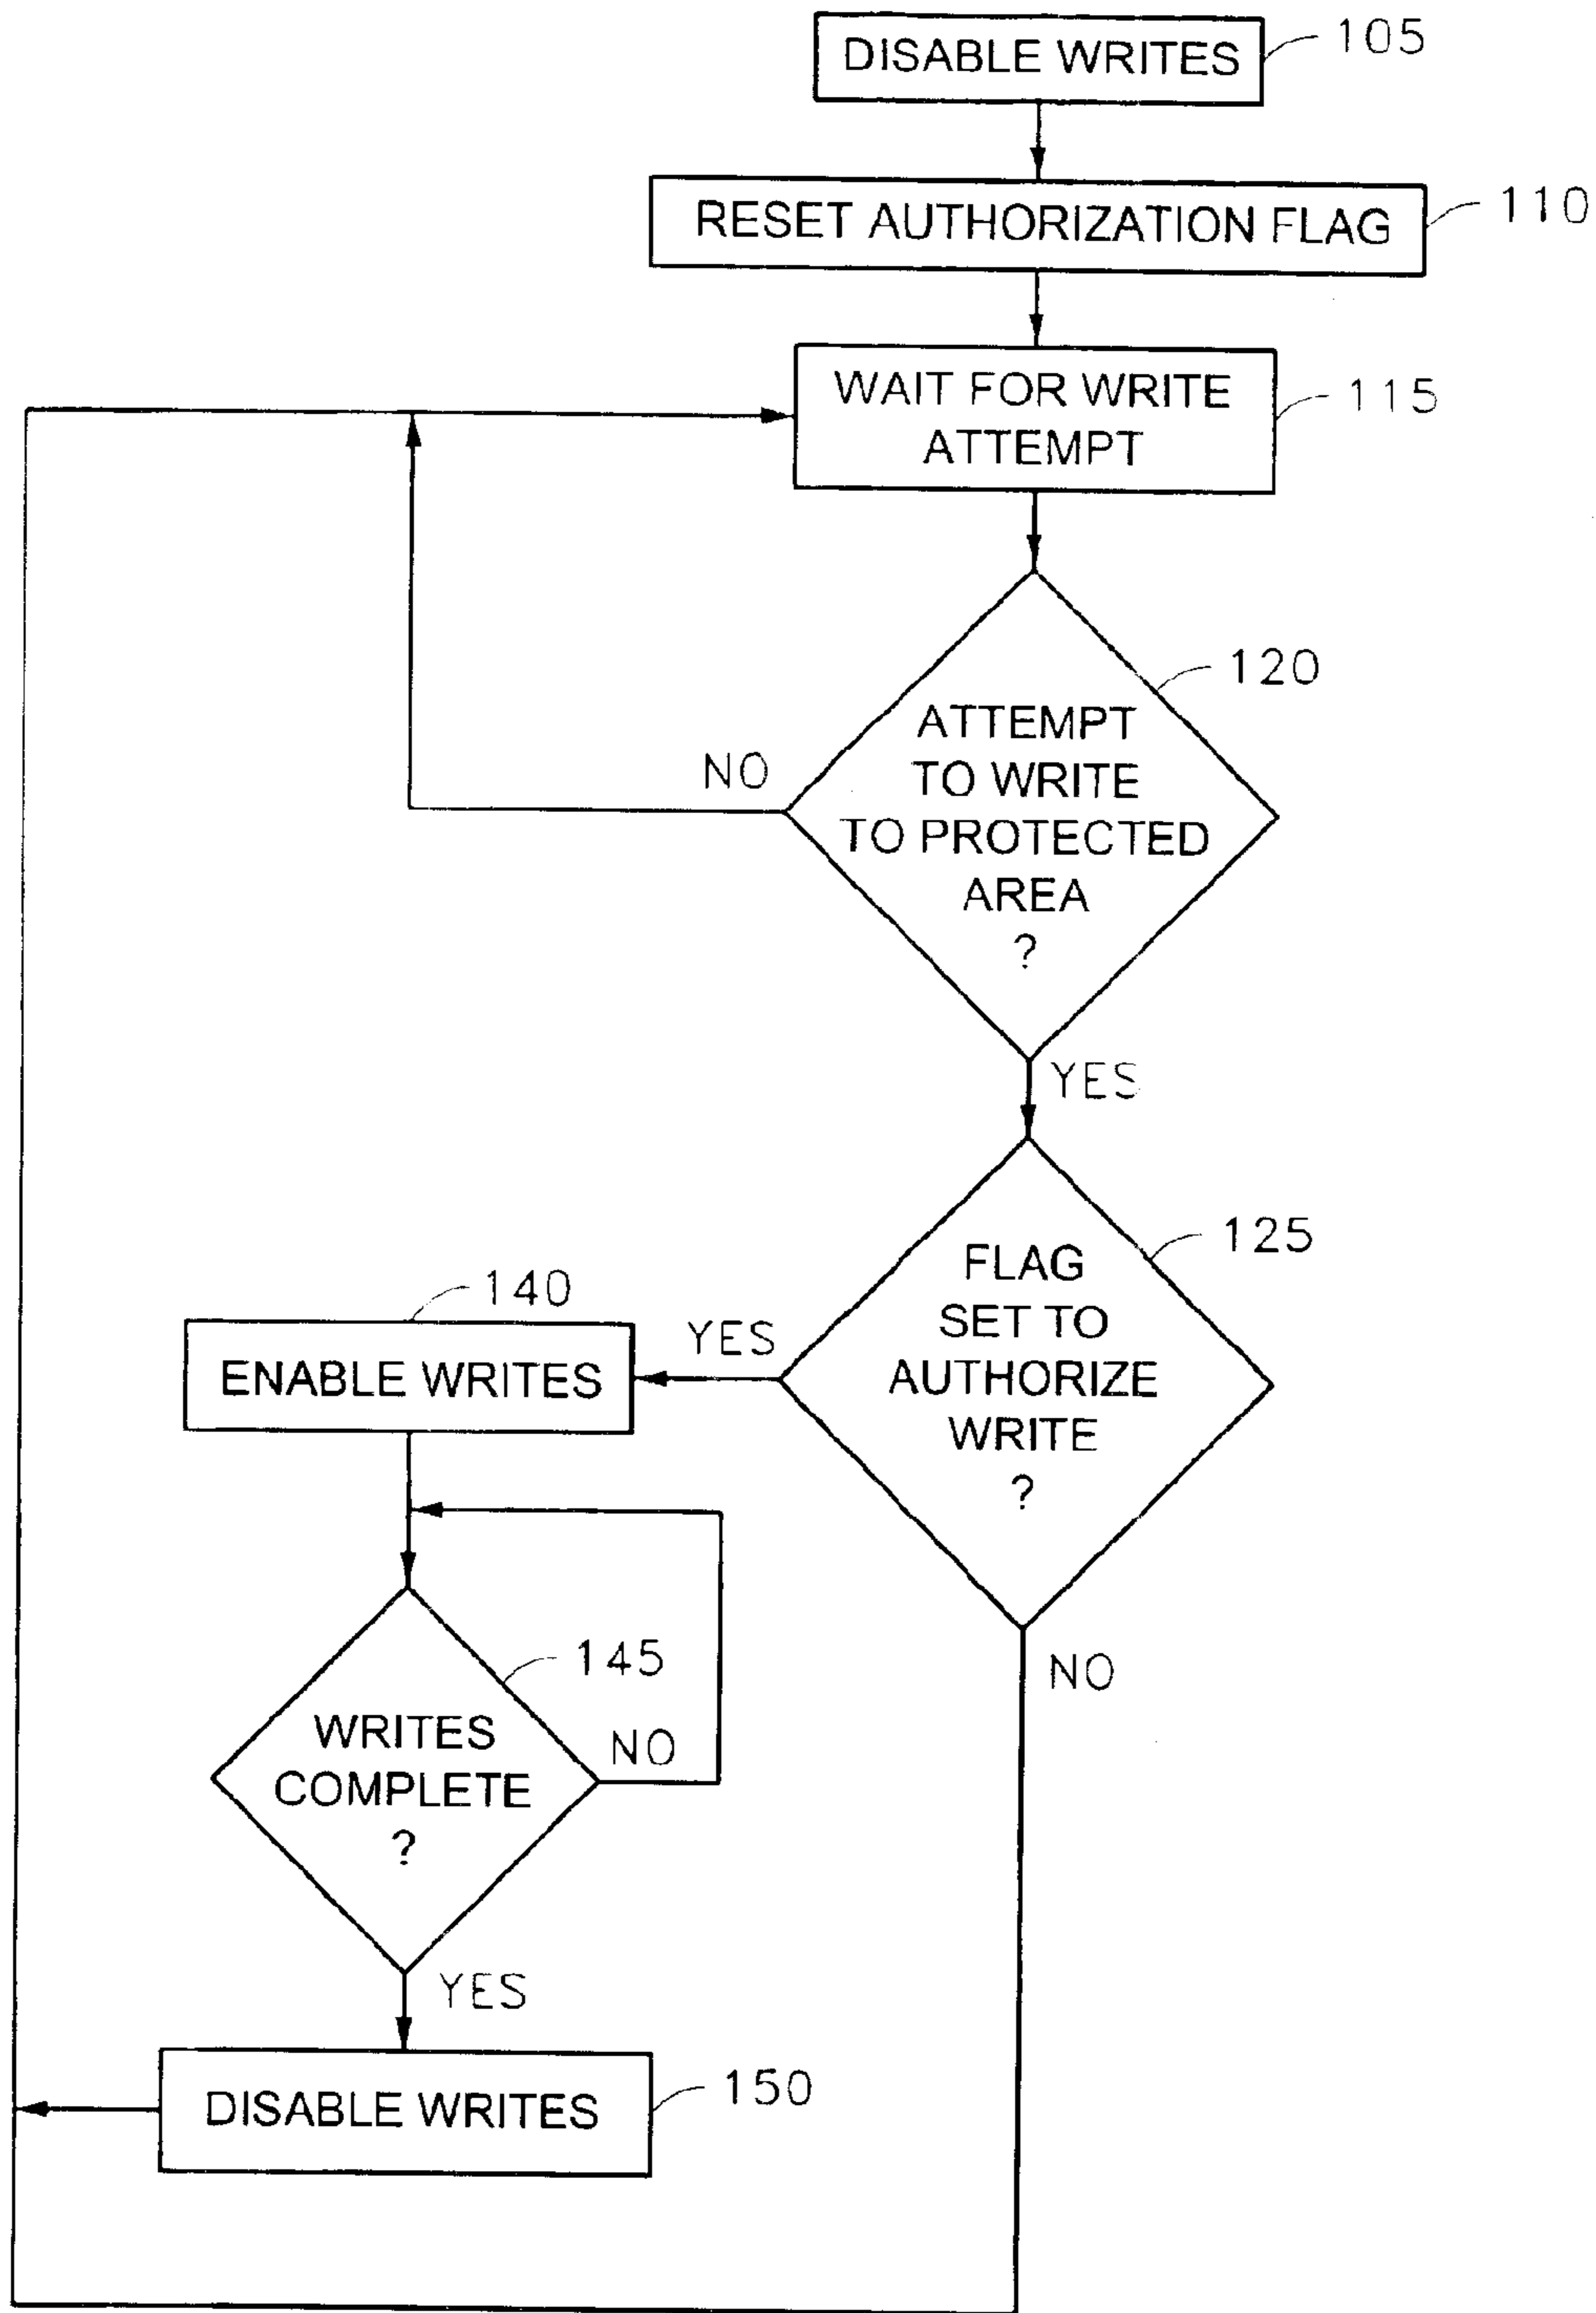 DISABLE WRITES
105
RESET AUTHORIZATION FLAG
110
WAIT FOR WRITE
ATTEMPT
115
120
ATTEMPT
TO WRITE
TO PROTECTED
AREA
?
NO
YES
125
FLAG
SET TO
AUTHORIZE
WRITE
?
YES
NO
140
ENABLE WRITES
145
WRITES
COMPLETE
?
NO
YES
DISABLE WRITES
150